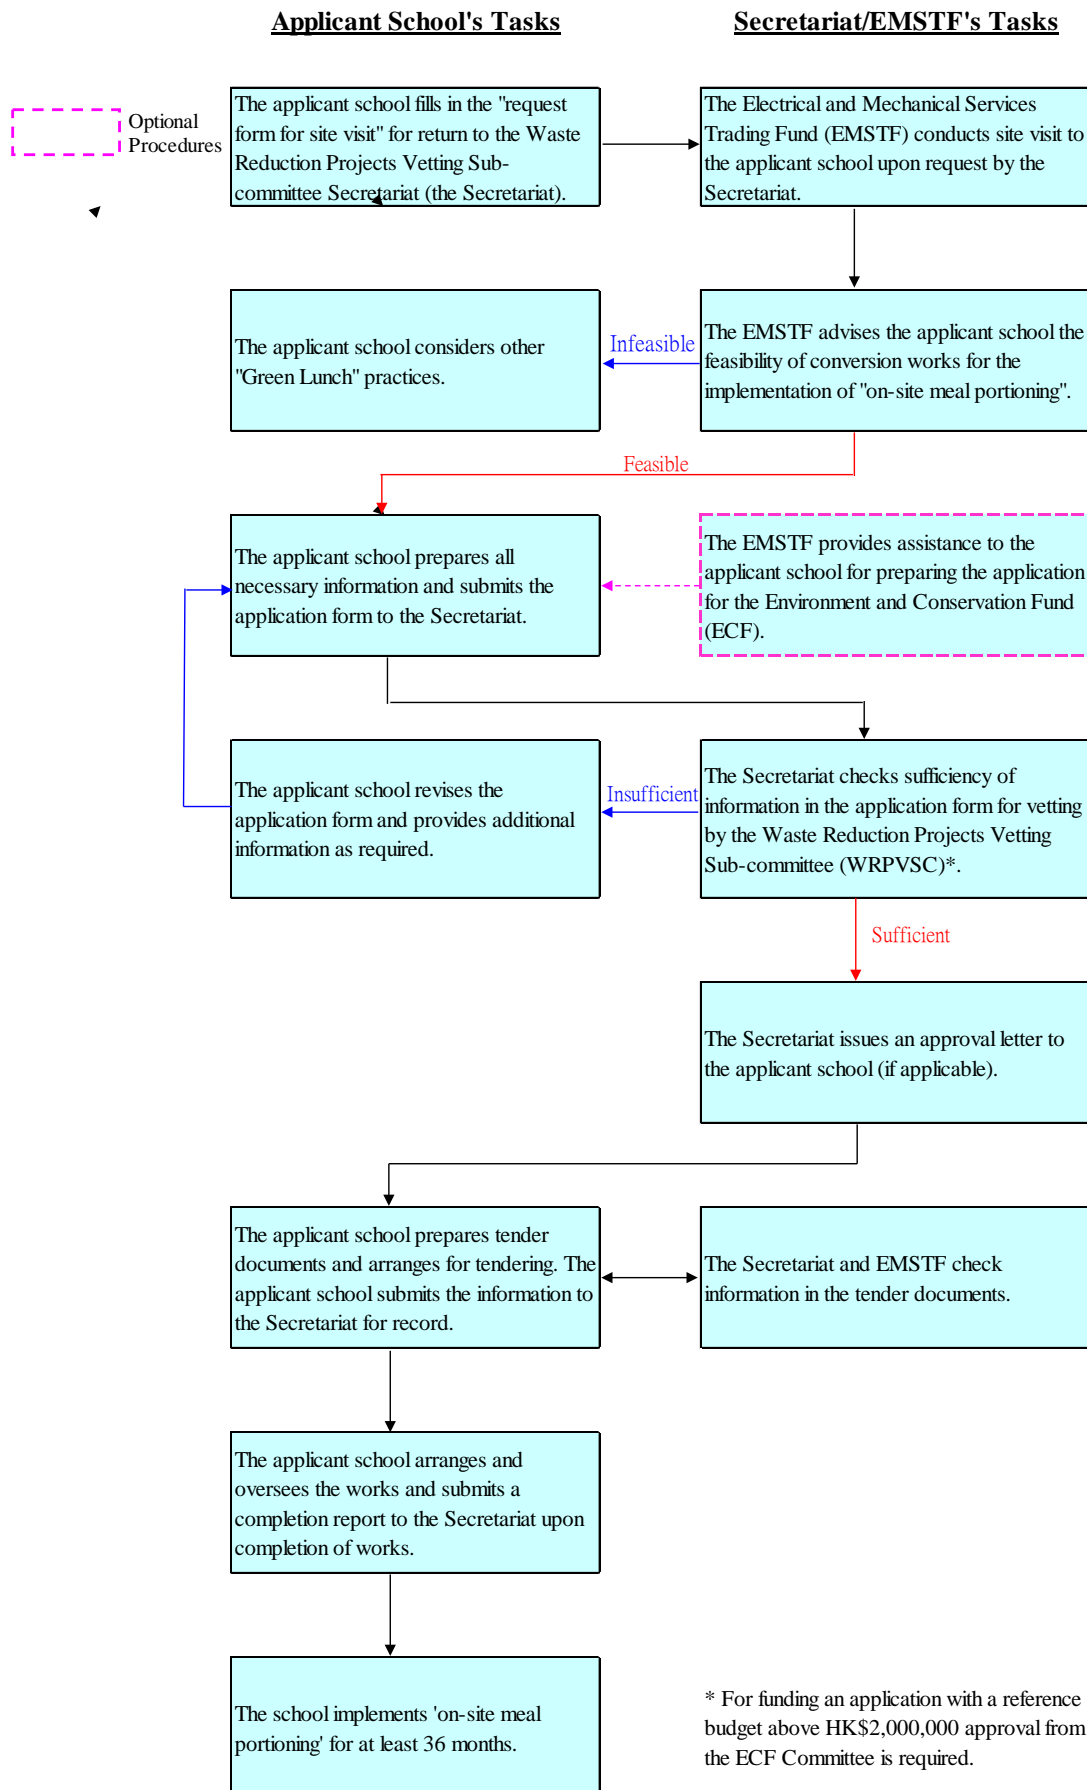 Applicant School's Tasks
Secretariat/EMSTF's Tasks
Optional
Procedures
The applicant school fills in the "request
form for site visit" for return to the Waste
Reduction Projects Vetting Sub-
committee Secretariat (the Secretariat).
The Electrical and Mechanical Services
Trading Fund (EMSTF) conducts site visit to
the applicant school upon request by the
Secretariat.
The applicant school considers other
"Green Lunch" practices.
Infeasible
The EMSTF advises the applicant school the
feasibility of conversion works for the
implementation of "on-site meal portioning".
Feasible
The applicant school prepares all
necessary information and submits the
application form to the Secretariat.
The EMSTF provides assistance to the
applicant school for preparing the application
for the Environment and Conservation Fund
(ECF).
The applicant school revises the
application form and provides additional
information as required.
Insufficient
The Secretariat checks sufficiency of
information in the application form for vetting
by the Waste Reduction Projects Vetting
Sub-committee (WRPVSC)*.
Sufficient
The Secretariat issues an approval letter to
the applicant school (if applicable).
The applicant school prepares tender
documents and arranges for tendering. The
applicant school submits the information to
the Secretariat for record.
The Secretariat and EMSTF check
information in the tender documents.
The applicant school arranges and
oversees the works and submits a
completion report to the Secretariat upon
completion of works.
The school implements 'on-site meal
portioning' for at least 36 months.
* For funding an application with a reference
budget above HK$2,000,000 approval from
the ECF Committee is required.